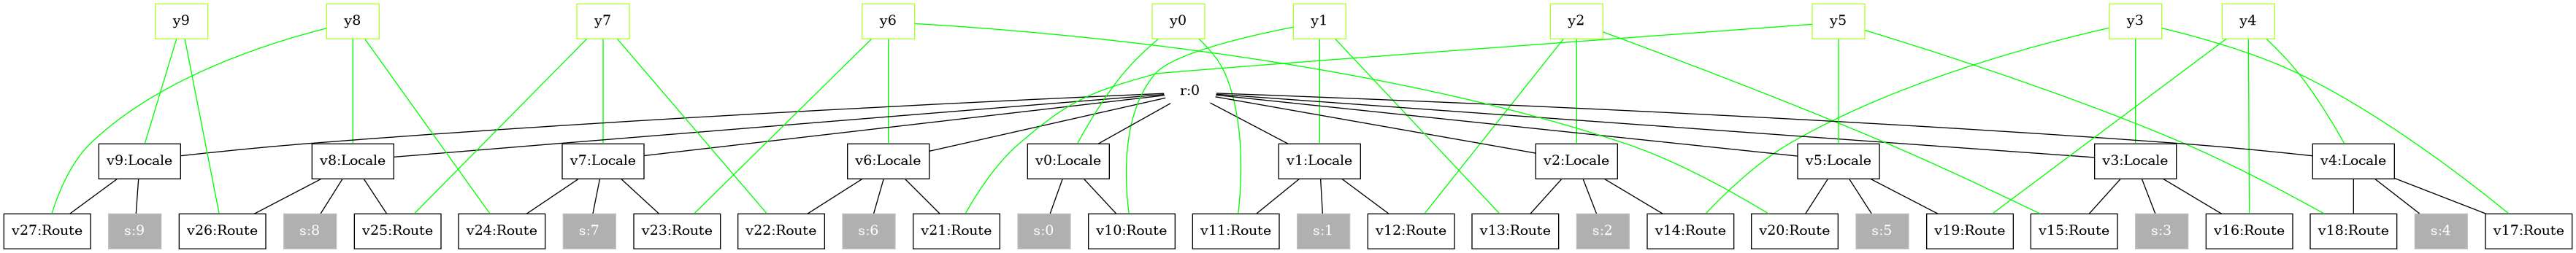 y9 y8 y7 y6 y0 y1 y2 y5 y3 y4
r:0
v9:Locale v8:Locale v7:Locale v6:Locale v0:Locale v1:Locale v2:Locale v5:Locale v3:Locale v4:Locale
v27:Route s:9 v26:Route s:8 v25:Route v24:Route s:7 v23:Route v22:Route s:6 v21:Route s:0 v10:Route v11:Route s:1 v12:Route v13:Route s:2 v14:Route v20:Route s:5 v19:Route v15:Route s:3 v16:Route v18:Route s:4 v17:Route